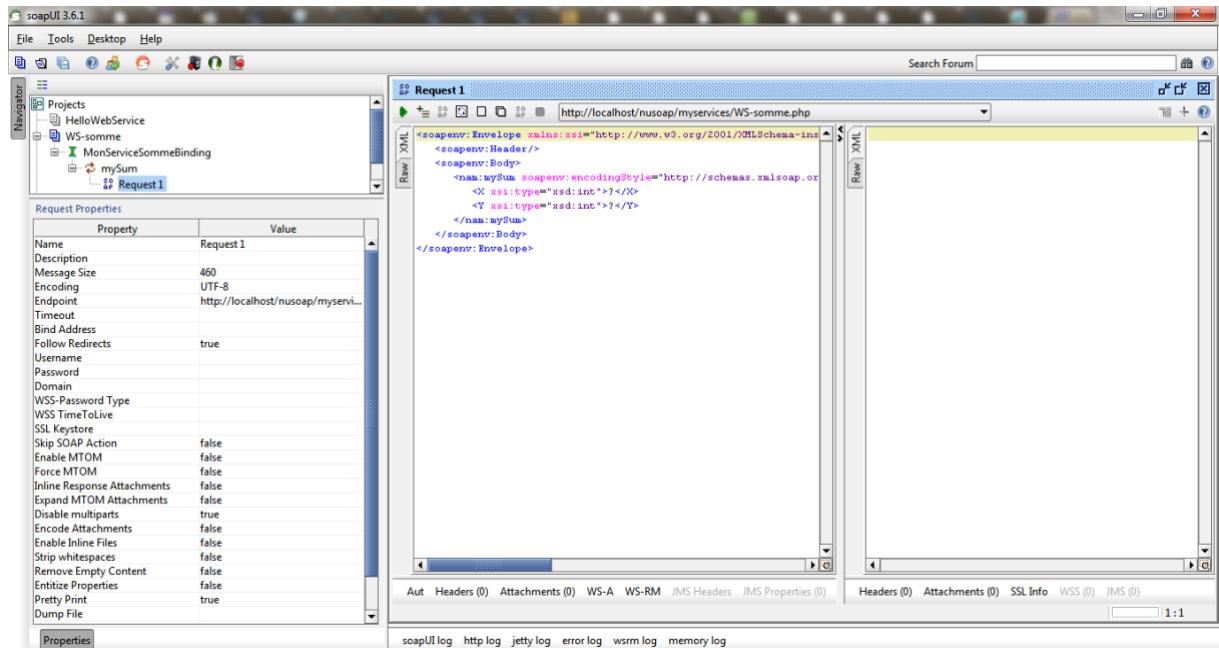 soapUI 3.6.1
File Tools Desktop Help
Search Forum
Navigator
Projects
HelloWebService
WS-somme
MonServiceSommeBinding
mySum
Request 1
Request Properties
Property Value
Name Request 1
Description
Message Size 460
Encoding UTF-8
Endpoint http://localhost/nusoap/myservi...
Timeout
Bind Address
Follow Redirects true
Username
Password
Domain
WSS-Password Type
WSS TimeToLive
SSL Keystore
Skip SOAP Action false
Enable MTOM false
Force MTOM false
Inline Response Attachments false
Expand MTOM Attachments false
Disable multiparts true
Encode Attachments false
Enable Inline Files false
Strip whitespaces false
Remove Empty Content false
Entitize Properties false
Pretty Print true
Dump File
Properties
Request 1
http://localhost/nusoap/myservices/WS-somme.php
XML
Raw
<soapenv:Envelope xmlns:xsi="http://www.w3.org/2001/XMLSchema-ins
<soapenv:Header/>
<soapenv:Body>
<nam:mySum soapenv:encodingStyle="http://schemas.xmlsoap.or
<X xsi:type="xsd:int">?</X>
<Y xsi:type="xsd:int">?</Y>
</nam:mySum>
</soapenv:Body>
</soapenv:Envelope>
XML
Raw
Aut Headers (0) Attachments (0) WS-A WS-RM JMS Headers JMS Properties (0)
Headers (0) Attachments (0) SSL Info WSS (0) JMS (0)
1:1
soapUI log http log jetty log error log wsrm log memory log